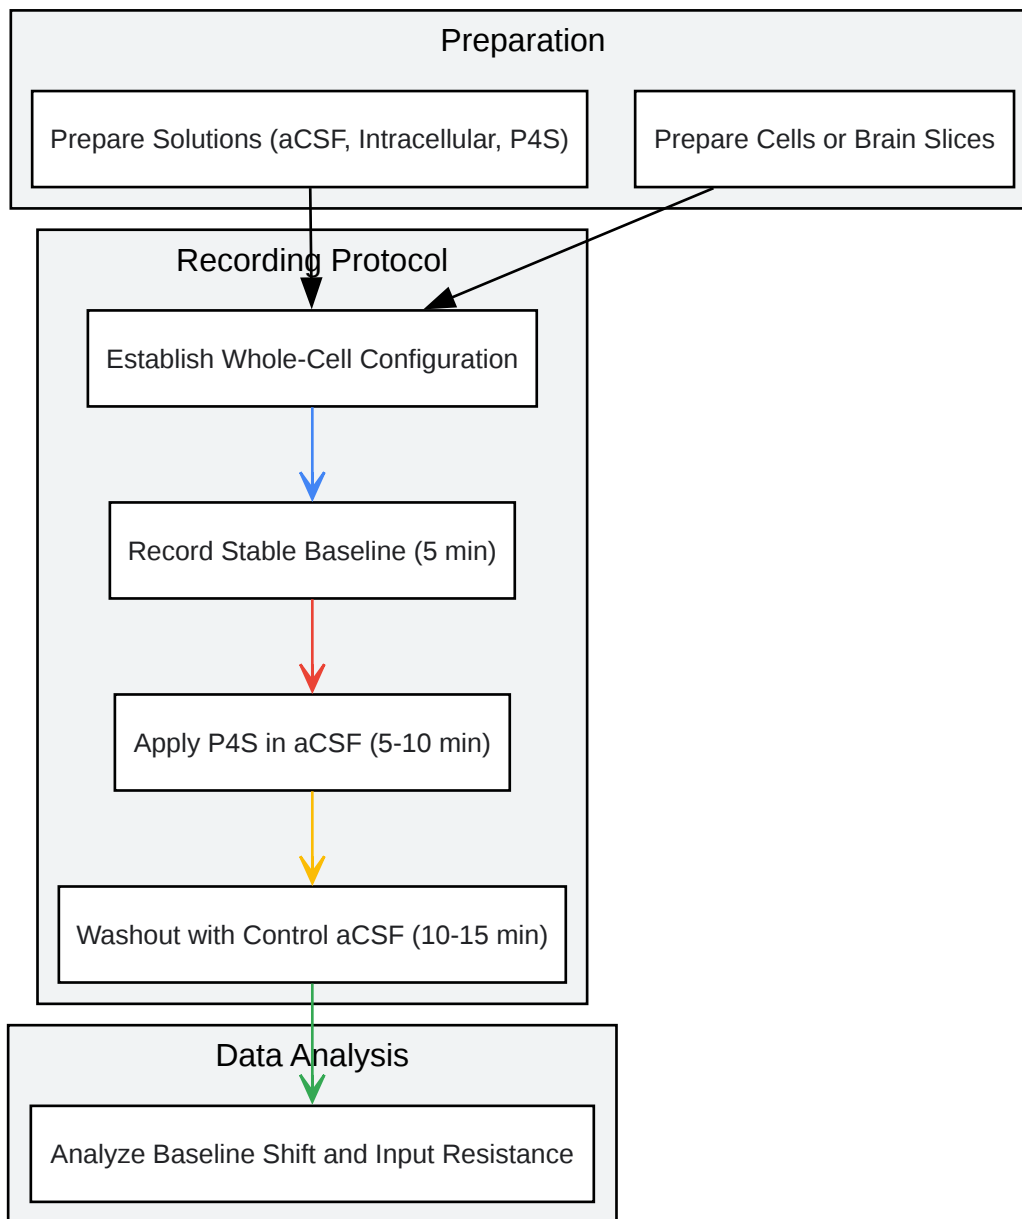 Preparation
Prepare Solutions (aCSF, Intracellular, P4S)
Prepare Cells or Brain Slices
Recording Protocol
Establish Whole-Cell Configuration
Record Stable Baseline (5 min)
Apply P4S in aCSF (5-10 min)
Washout with Control aCSF (10-15 min)
Data Analysis
Analyze Baseline Shift and Input Resistance